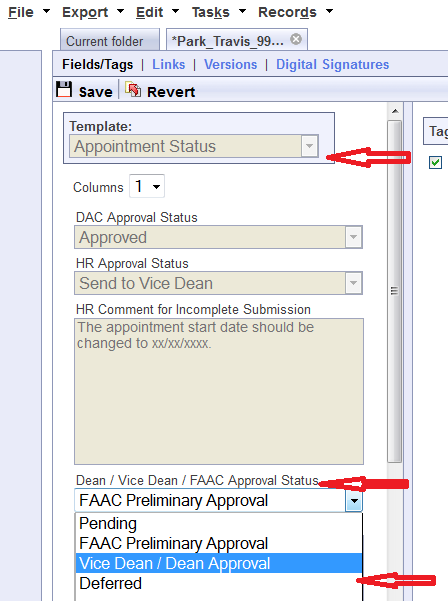 File Export Edit Tasks Records
Current folder *Park_Travis_99...
Fields/Tags | Links | Versions | Digital Signatures
Save Revert
Template:
Appointment Status
Tag
Columns 1
DAC Approval Status
Approved
HR Approval Status
Send to Vice Dean
HR Comment for Incomplete Submission
The appointment start date should be
changed to xx/xx/xxxx.
Dean / Vice Dean / FAAC Approval Status
FAAC Preliminary Approval
Pending
FAAC Preliminary Approval
Vice Dean / Dean Approval
Deferred